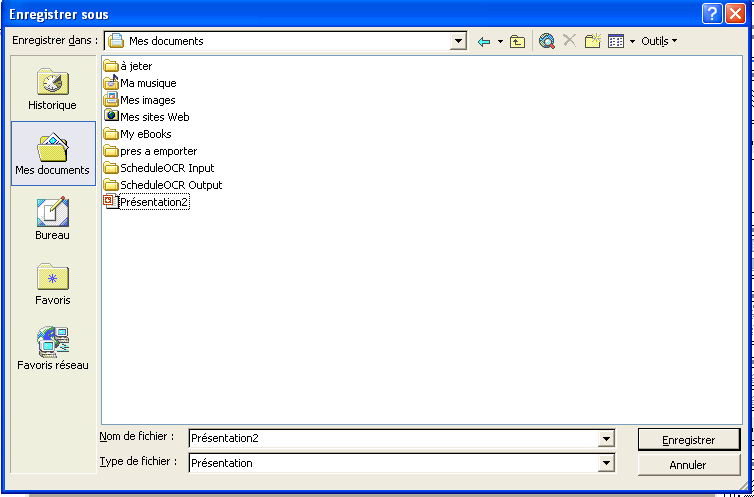 Enregistrer sous
Enregistrer dans : Mes documents Outils
à jeter
Ma musique
Mes images
Mes sites Web
My eBooks
pres a emporter
ScheduleOCR Input
ScheduleOCR Output
Présentation2
Historique
Mes documents
Bureau
Favoris
Favoris réseau
Nom de fichier : Présentation2 Enregistrer
Type de fichier : Présentation Annuler